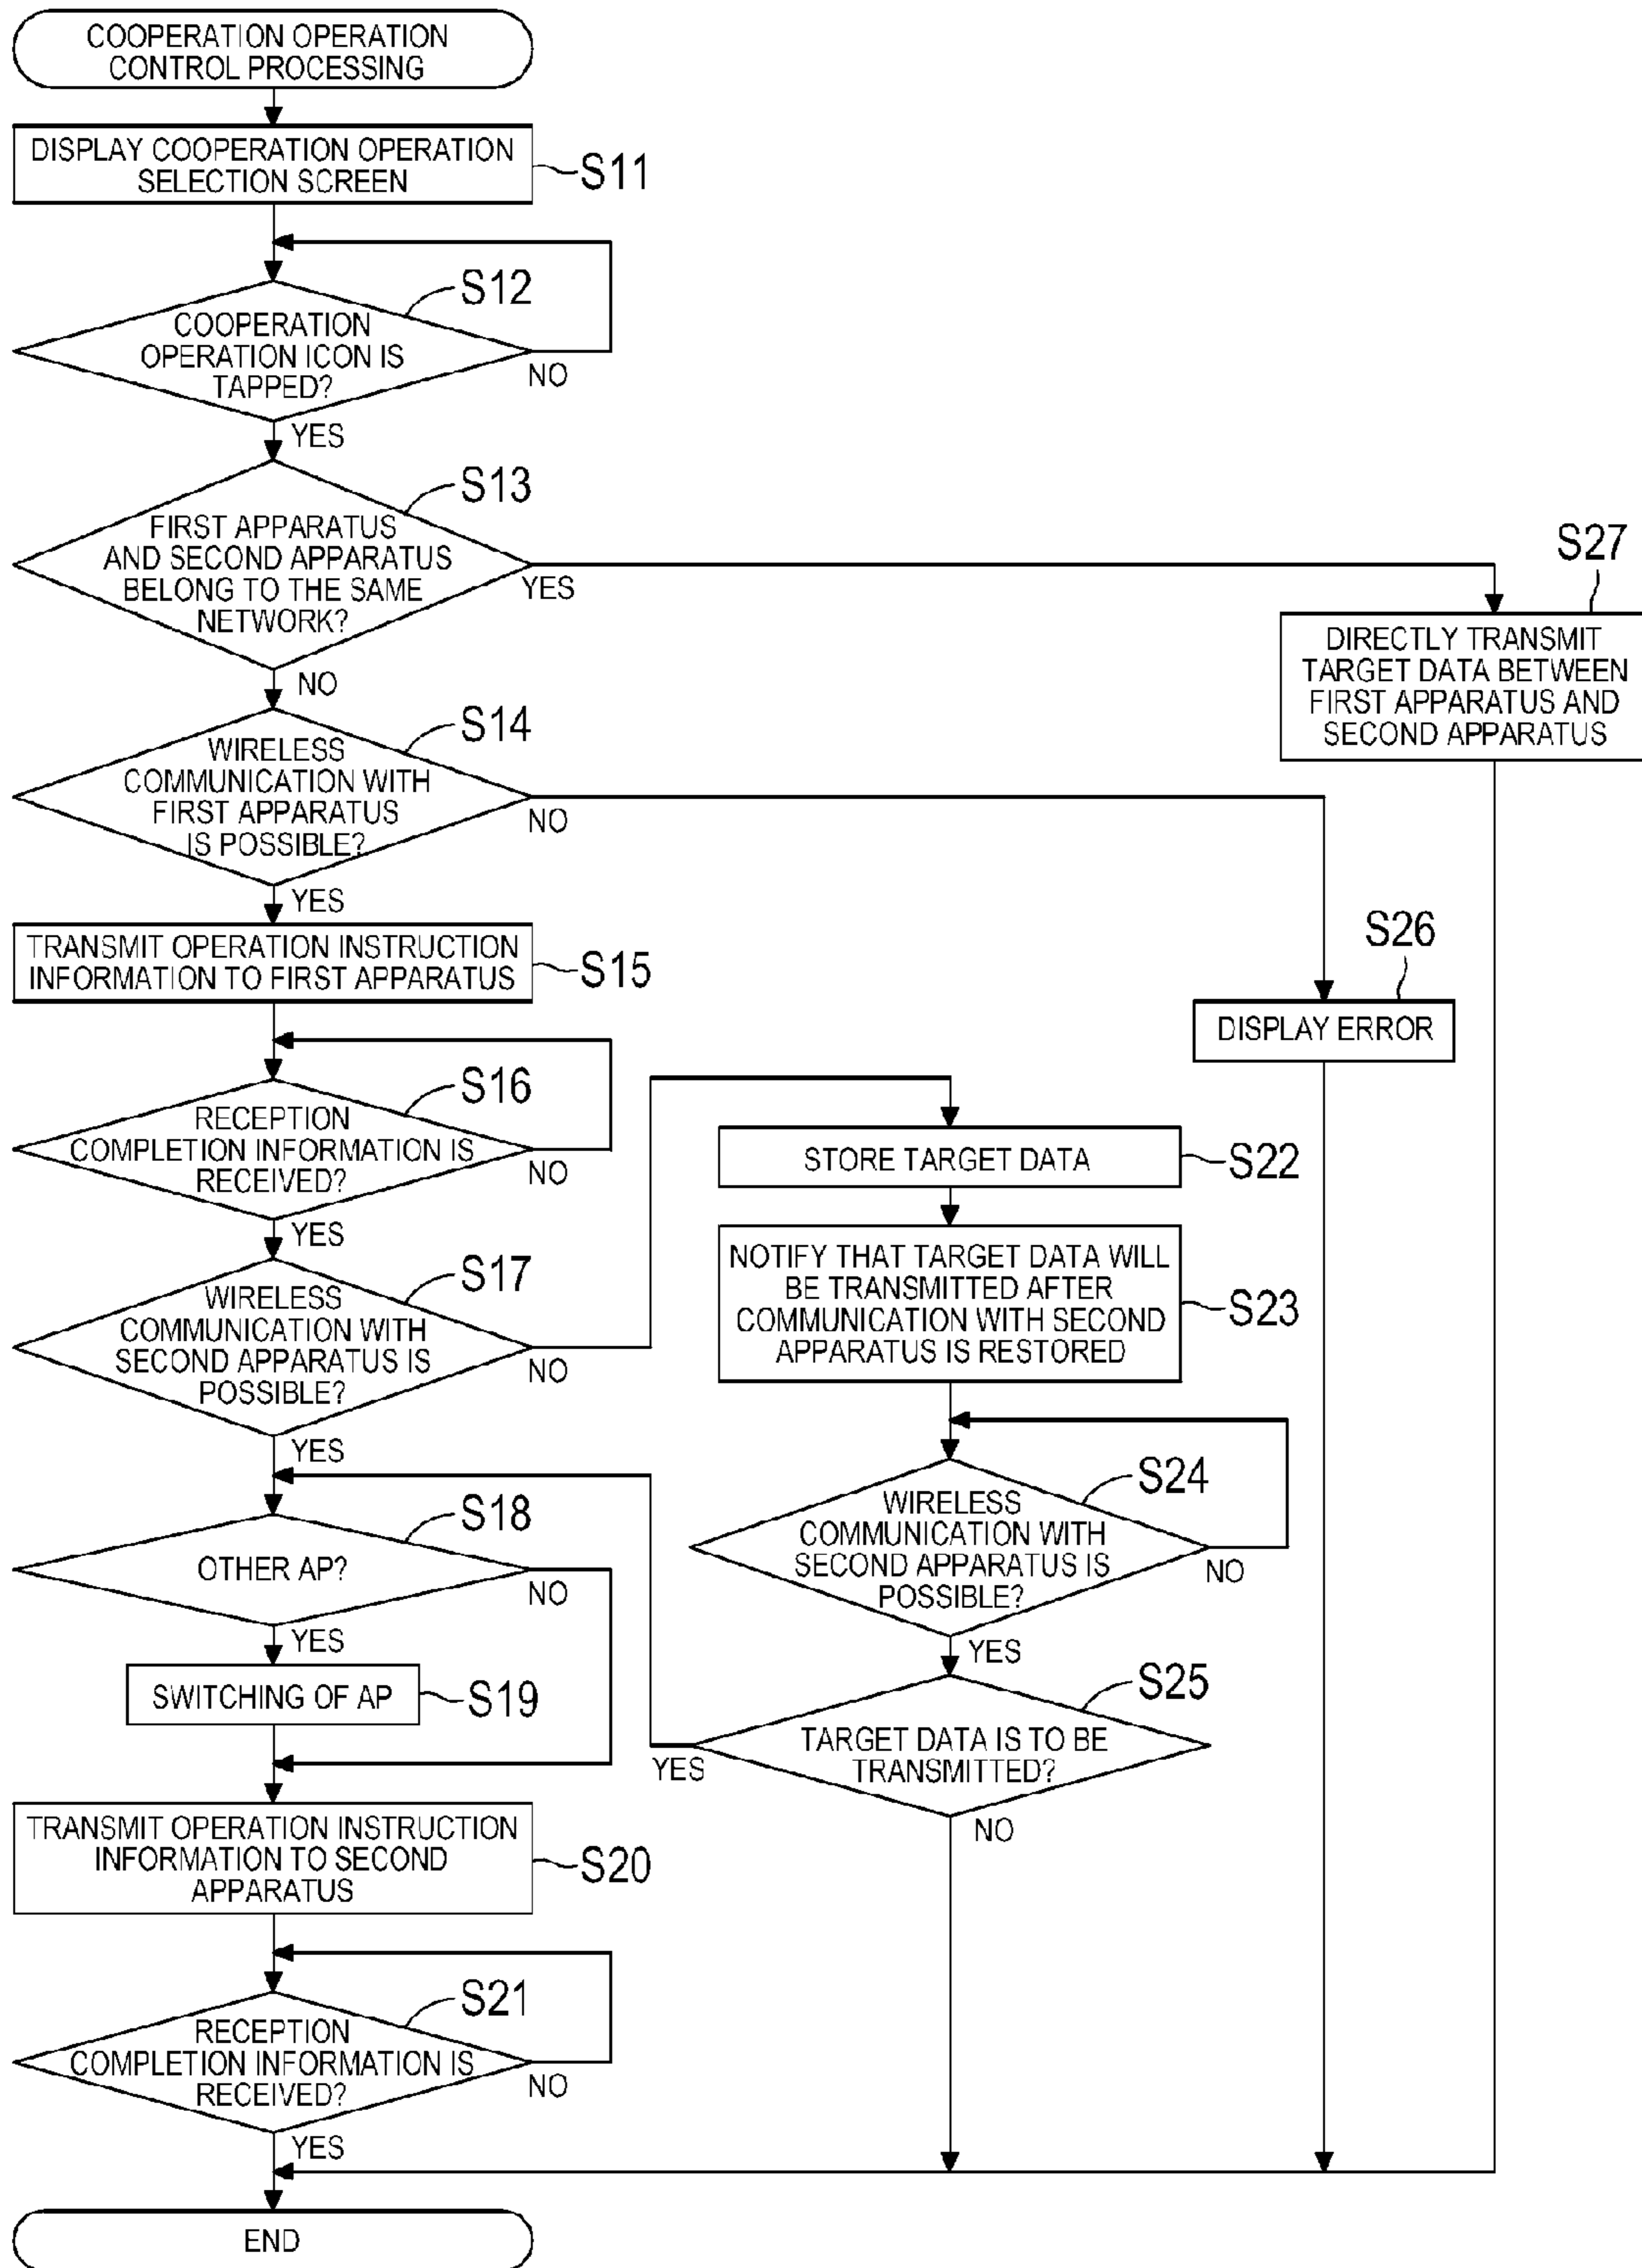 COOPERATION OPERATION
CONTROL PROCESSING
DISPLAY COOPERATION OPERATION
SELECTION SCREEN
S11
S12
COOPERATION
OPERATION ICON IS
TAPPED?
NO
YES
S13
FIRST APPARATUS
AND SECOND APPARATUS
BELONG TO THE SAME
NETWORK?
YES
NO
S27
DIRECTLY TRANSMIT
TARGET DATA BETWEEN
FIRST APPARATUS AND
SECOND APPARATUS
S14
WIRELESS
COMMUNICATION WITH
FIRST APPARATUS
IS POSSIBLE?
NO
YES
S26
DISPLAY ERROR
TRANSMIT OPERATION INSTRUCTION
INFORMATION TO FIRST APPARATUS
S15
S16
RECEPTION
COMPLETION INFORMATION IS
RECEIVED?
NO
YES
S17
WIRELESS
COMMUNICATION WITH
SECOND APPARATUS IS
POSSIBLE?
NO
YES
STORE TARGET DATA
S22
NOTIFY THAT TARGET DATA WILL
BE TRANSMITTED AFTER
COMMUNICATION WITH SECOND
APPARATUS IS RESTORED
S23
S24
WIRELESS
COMMUNICATION WITH
SECOND APPARATUS IS
POSSIBLE?
NO
YES
S25
TARGET DATA IS TO BE
TRANSMITTED?
YES
NO
S18
OTHER AP?
NO
YES
SWITCHING OF AP
S19
TRANSMIT OPERATION INSTRUCTION
INFORMATION TO SECOND
APPARATUS
S20
S21
RECEPTION
COMPLETION INFORMATION IS
RECEIVED?
NO
YES
END